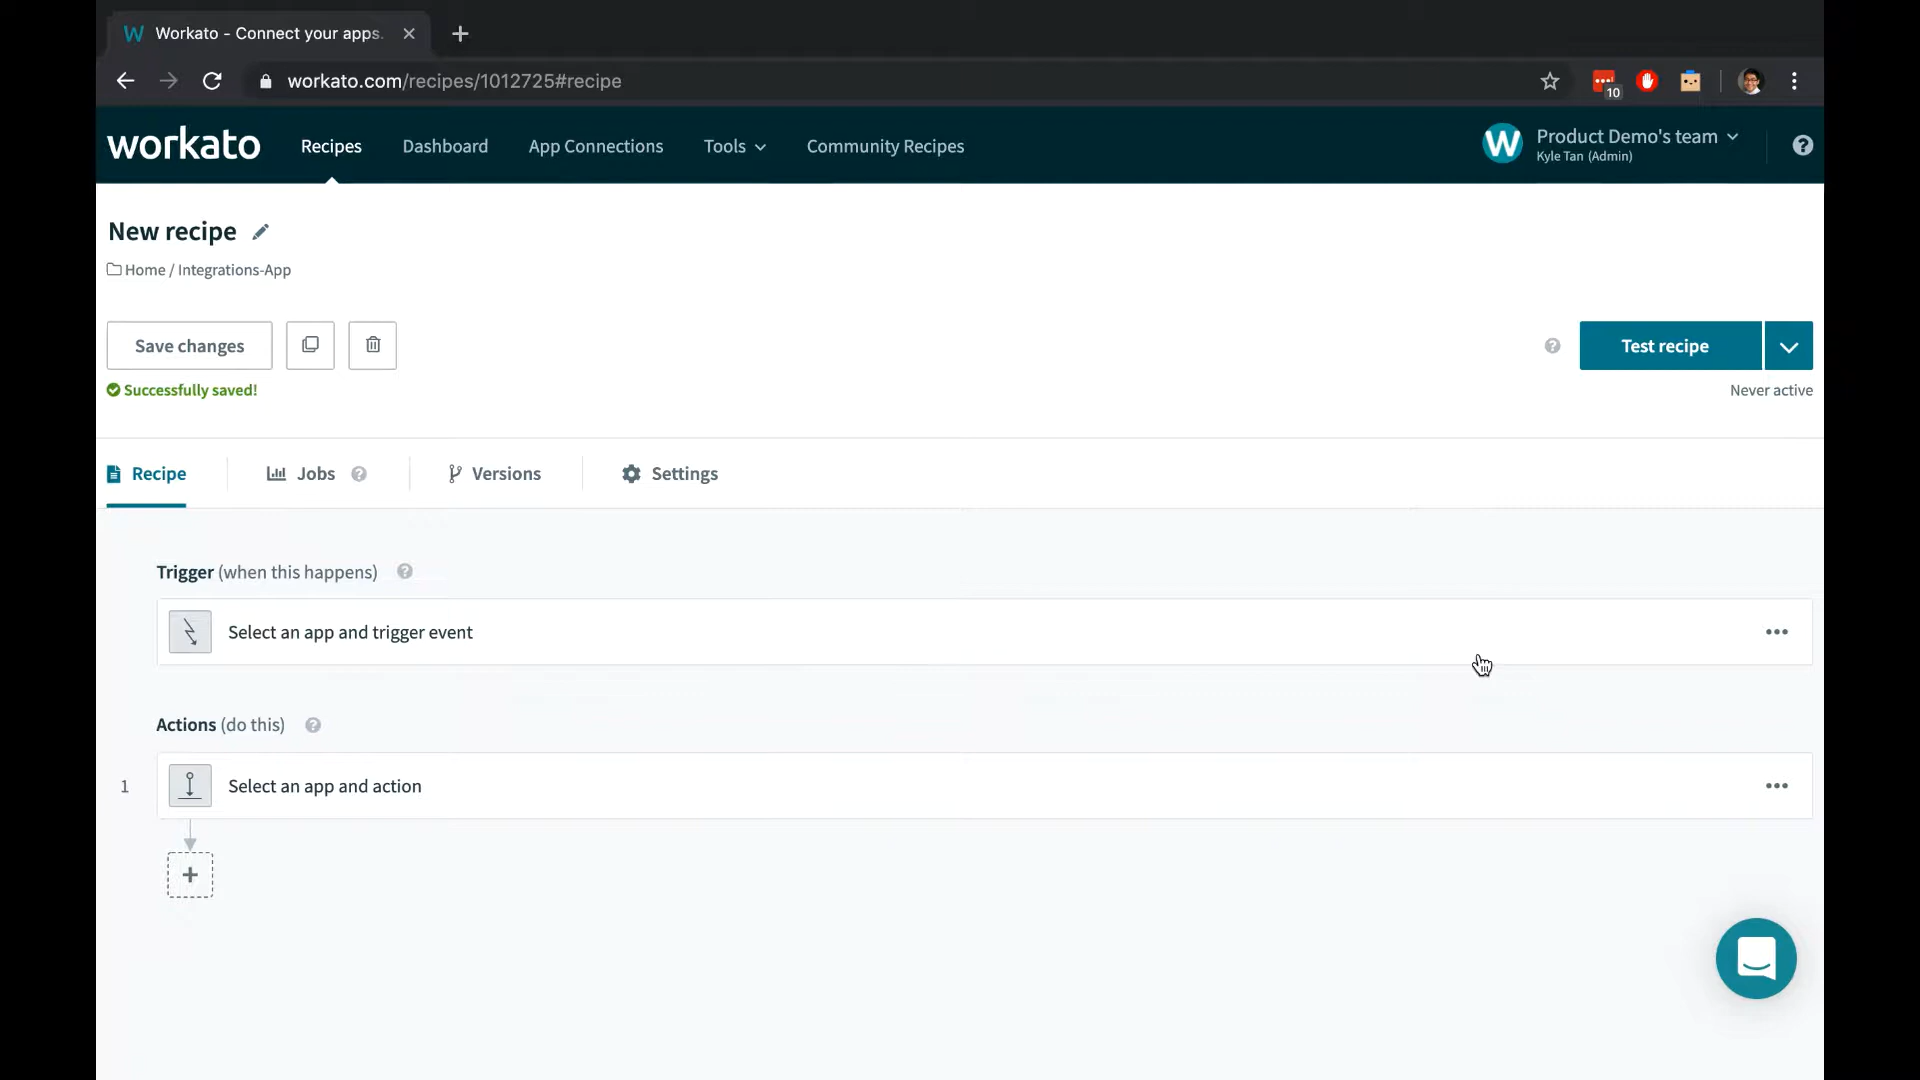 W Workato - Connect your apps.
workato.com/recipes/1012725#recipe
10
workato
Recipes
Dashboard
App Connections
Tools
Community Recipes
W
Product Demo's team
Kyle Tan (Admin)
?
New recipe
Home / Integrations-App
Save changes
?
Test recipe
Successfully saved!
Never active
Recipe
Jobs ?
Versions
Settings
Trigger (when this happens) ?
Select an app and trigger event
Actions (do this) ?
1
Select an app and action
+